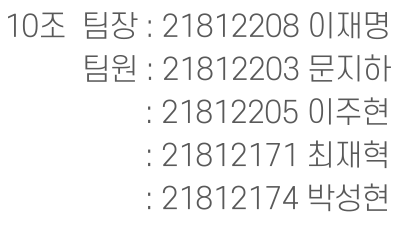 10조 팀장 : 21812208 이재명
팀원 : 21812203 문지하
: 21812205 이주현
: 21812171 최재혁
: 21812174 박성현